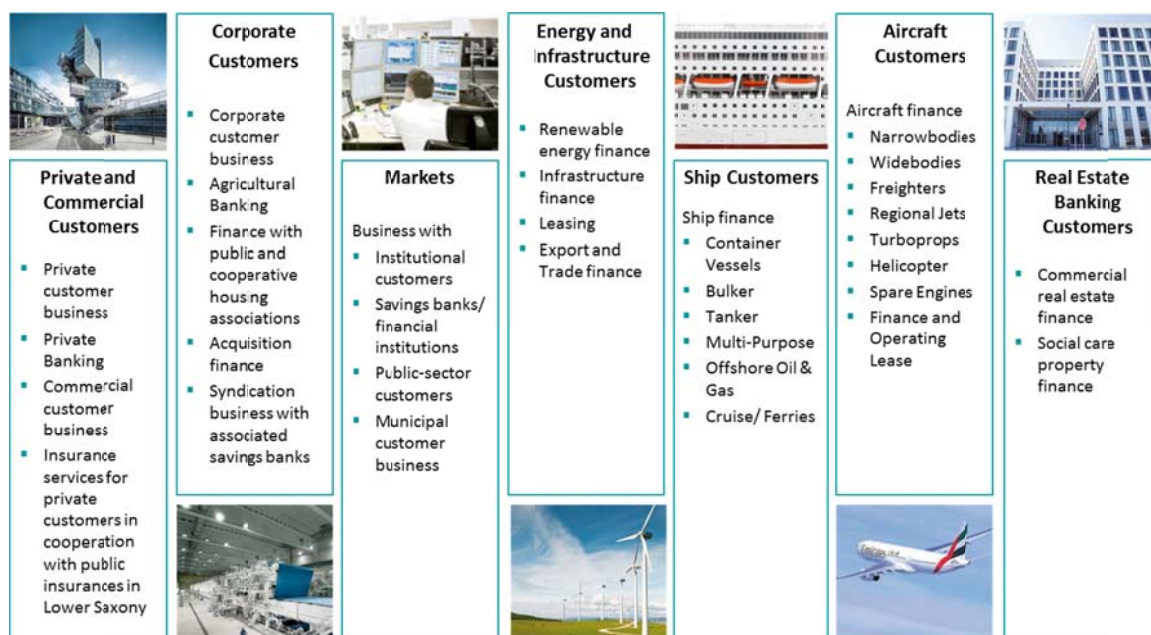 Private and
Commercial
Customers
Private
customer
business
Private
Banking
Commercial
customer
business
Insurance
services for
private
customers in
cooperation
with public
insurances in
Lower Saxony
Corporate
Customers
Corporate
customer
business
Agricultural
Banking
Finance with
public and
cooperative
housing
associations
Acquisition
finance
Syndication
business with
associated
savings banks
Markets
Business with
Institutional
customers
Savings banks/
financial
institutions
Public-sector
customers
Municipal
customer
business
Energy and
Infrastructure
Customers
Renewable
energy finance
Infrastructure
finance
Leasing
Export and
Trade finance
Ship Customers
Ship finance
Container
Vessels
Bulker
Tanker
Multi-Purpose
Offshore Oil &
Gas
Cruise/ Ferries
Aircraft
Customers
Aircraft finance
Narrowbodies
Widebodies
Freighters
Regional Jets
Turboprops
Helicopter
Spare Engines
Finance and
Operating
Lease
Emirates
Real Estate
Banking
Customers
Commercial
real estate
finance
Social care
property
finance